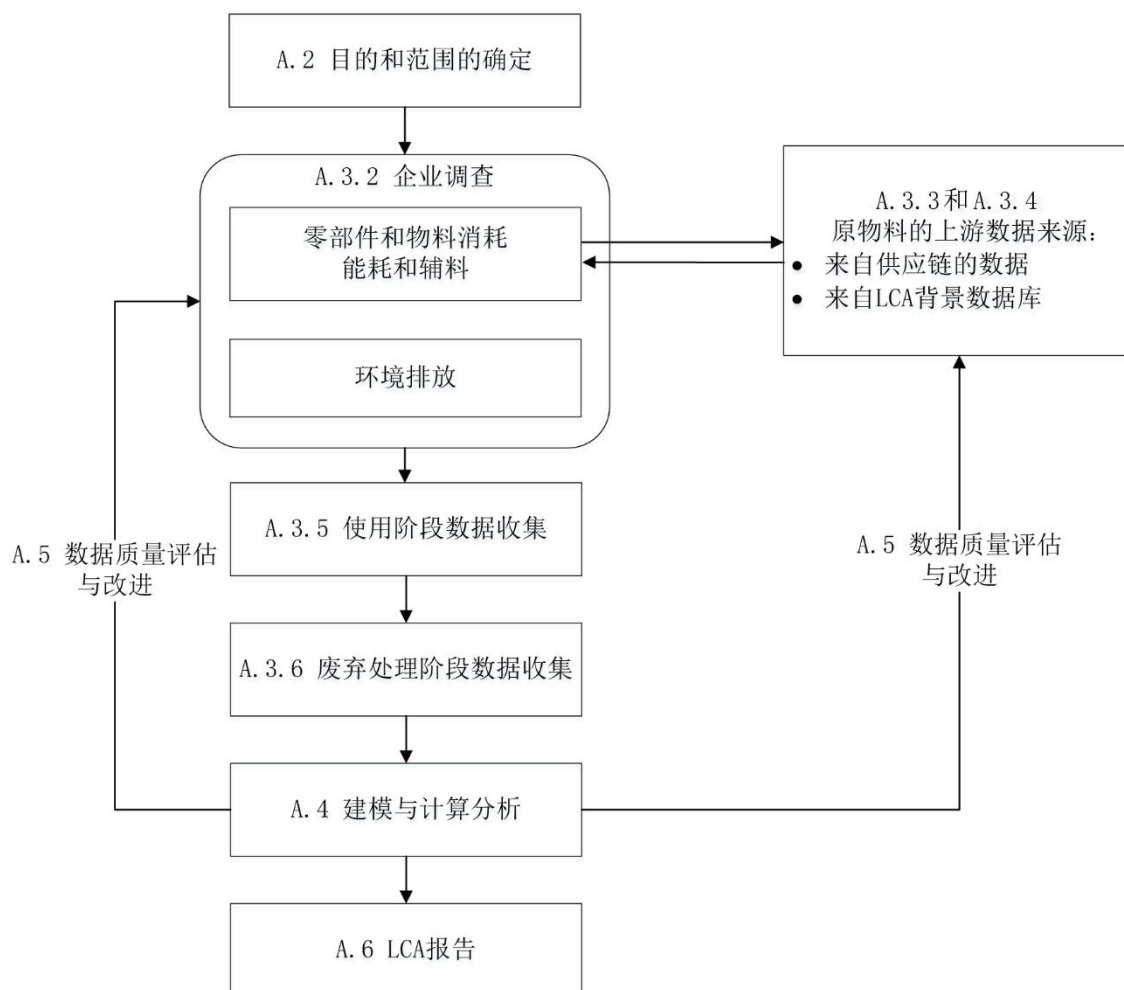 A.2 目的和范围的确定
A.3.2 企业调查
零部件和物料消耗
能耗和辅料
环境排放
A.3.3和A.3.4
原物料的上游数据来源:
● 来自供应链的数据
● 来自LCA背景数据库
A.3.5 使用阶段数据收集
A.5 数据质量评估
与改进
A.5 数据质量评估
与改进
A.3.6 废弃处理阶段数据收集
A.4 建模与计算分析
A.6 LCA报告